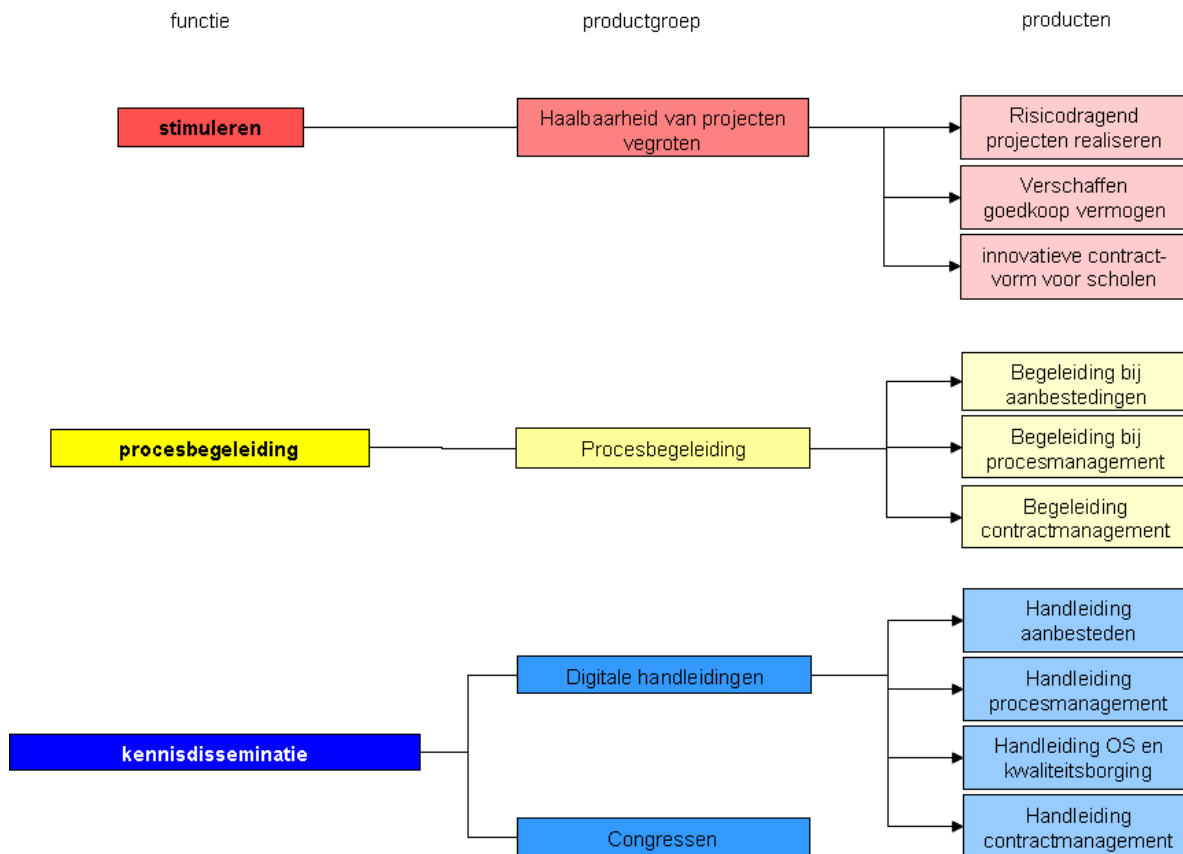 functie
productgroep
producten
stimuleren
Haalbaarheid van projecten
vegroten
Risicodragend
projecten realiseren
Verschaffen
goedkoop vermogen
innovatieve contract-
vorm voor scholen
procesbegeleiding
Procesbegeleiding
Begeleiding bij
aanbestedingen
Begeleiding bij
procesmanagement
Begeleiding
contractmanagement
kennisdisseminatie
Digitale handleidingen
Congressen
Handleiding
aanbesteden
Handleiding
procesmanagement
Handleiding OS en
kwaliteitsborging
Handleiding
contractmanagement